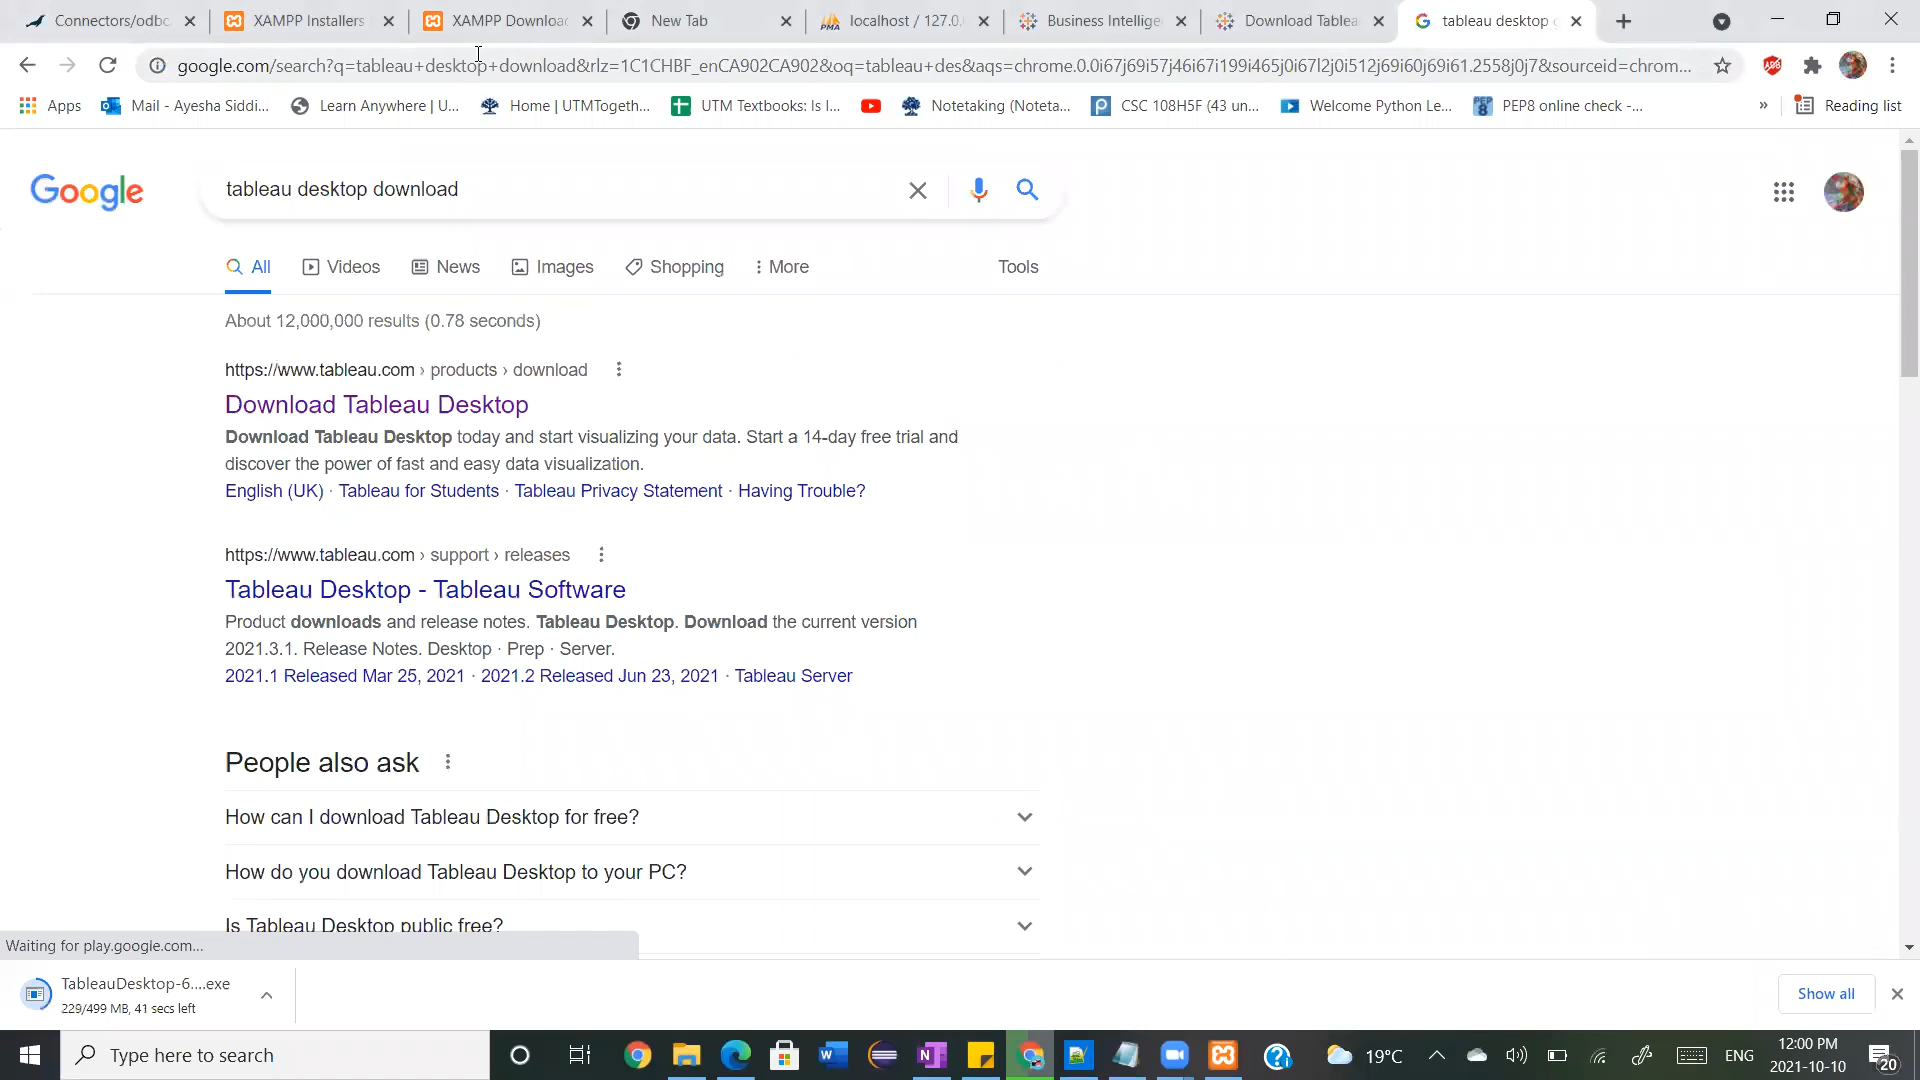 Connectors/odbc
XAMPP Installers
XAMPP Downloa
New Tab
localhost / 127.0.
Business Intellige
Download Tablea
tableau desktop
google.com/search?q=tableau+desktop+download&rlz=1C1CHBF_enCA902CA902&oq=tableau+des&aqs=chrome.0.0i67j69i57j46i67i199i465j0i67l2j0i512j69i60j69i61.2558j0j7&sourceid=chrom...
Apps
Mail - Ayesha Siddi...
Learn Anywhere | U...
Home | UTMTogeth...
UTM Textbooks: Is I...
Notetaking (Noteta...
CSC 108H5F (43 un...
Welcome Python Le...
PEP8 online check -...
»
Reading list
Google
tableau desktop download
All
Videos
News
Images
Shopping
More
Tools
About 12,000,000 results (0.78 seconds)
https://www.tableau.com › products › download
Download Tableau Desktop
Download Tableau Desktop today and start visualizing your data. Start a 14-day free trial and
discover the power of fast and easy data visualization.
English (UK) · Tableau for Students · Tableau Privacy Statement · Having Trouble?
https://www.tableau.com › support › releases
Tableau Desktop - Tableau Software
Product downloads and release notes. Tableau Desktop. Download the current version
2021.3.1. Release Notes. Desktop · Prep · Server.
2021.1 Released Mar 25, 2021 · 2021.2 Released Jun 23, 2021 · Tableau Server
People also ask
How can I download Tableau Desktop for free?
How do you download Tableau Desktop to your PC?
Is Tableau Desktop public free?
Waiting for play.google.com...
TableauDesktop-6....exe
229/499 MB, 41 secs left
Show all
Type here to search
19°C
ENG
12:00 PM
2021-10-10
20